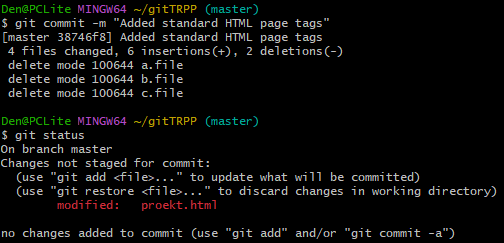 Den@PCLite MINGW64 ~/gitTRPP (master)
$ git commit -m "Added standard HTML page tags"
[master 38746f8] Added standard HTML page tags
 4 files changed, 6 insertions(+), 2 deletions(-)
 delete mode 100644 a.file
 delete mode 100644 b.file
 delete mode 100644 c.file

Den@PCLite MINGW64 ~/gitTRPP (master)
$ git status
On branch master
Changes not staged for commit:
  (use "git add <file>..." to update what will be committed)
  (use "git restore <file>..." to discard changes in working directory)
        modified:   proekt.html

no changes added to commit (use "git add" and/or "git commit -a")